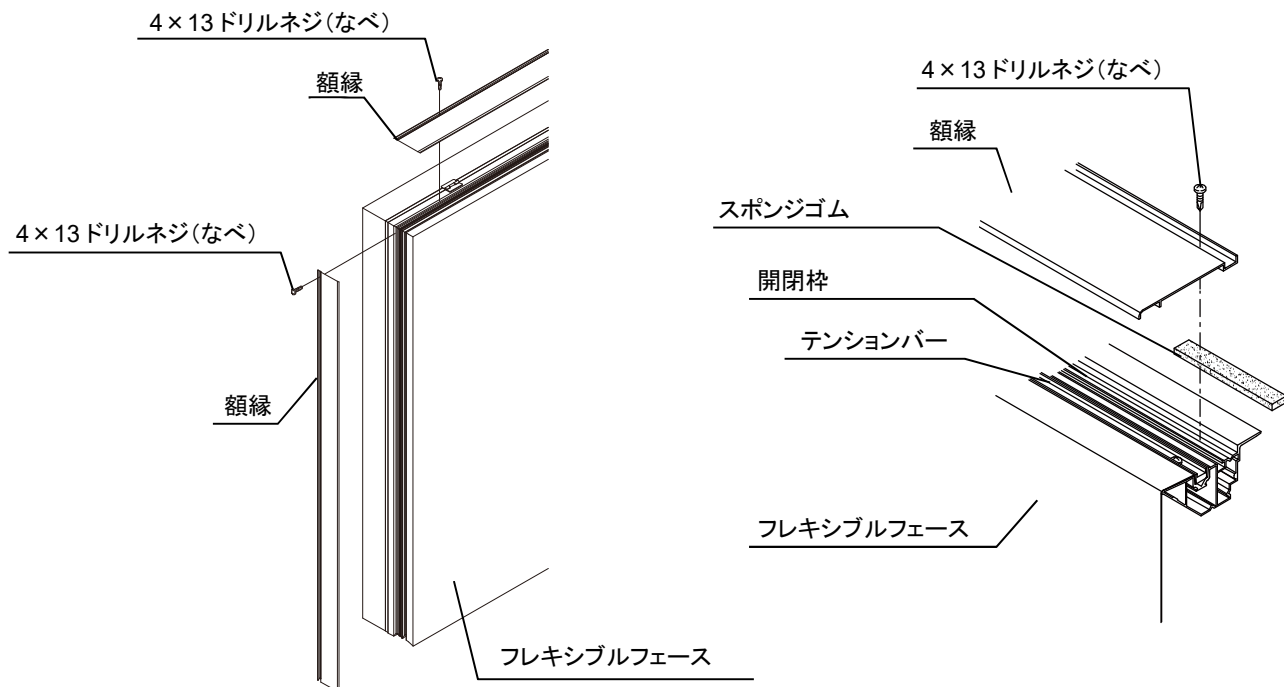 4×13ドリルネジ(なべ)
額縁
4×13ドリルネジ(なべ)
額縁
フレキシブルフェース
4×13ドリルネジ(なべ)
額縁
スポンジゴム
開閉枠
テンションバー
フレキシブルフェース